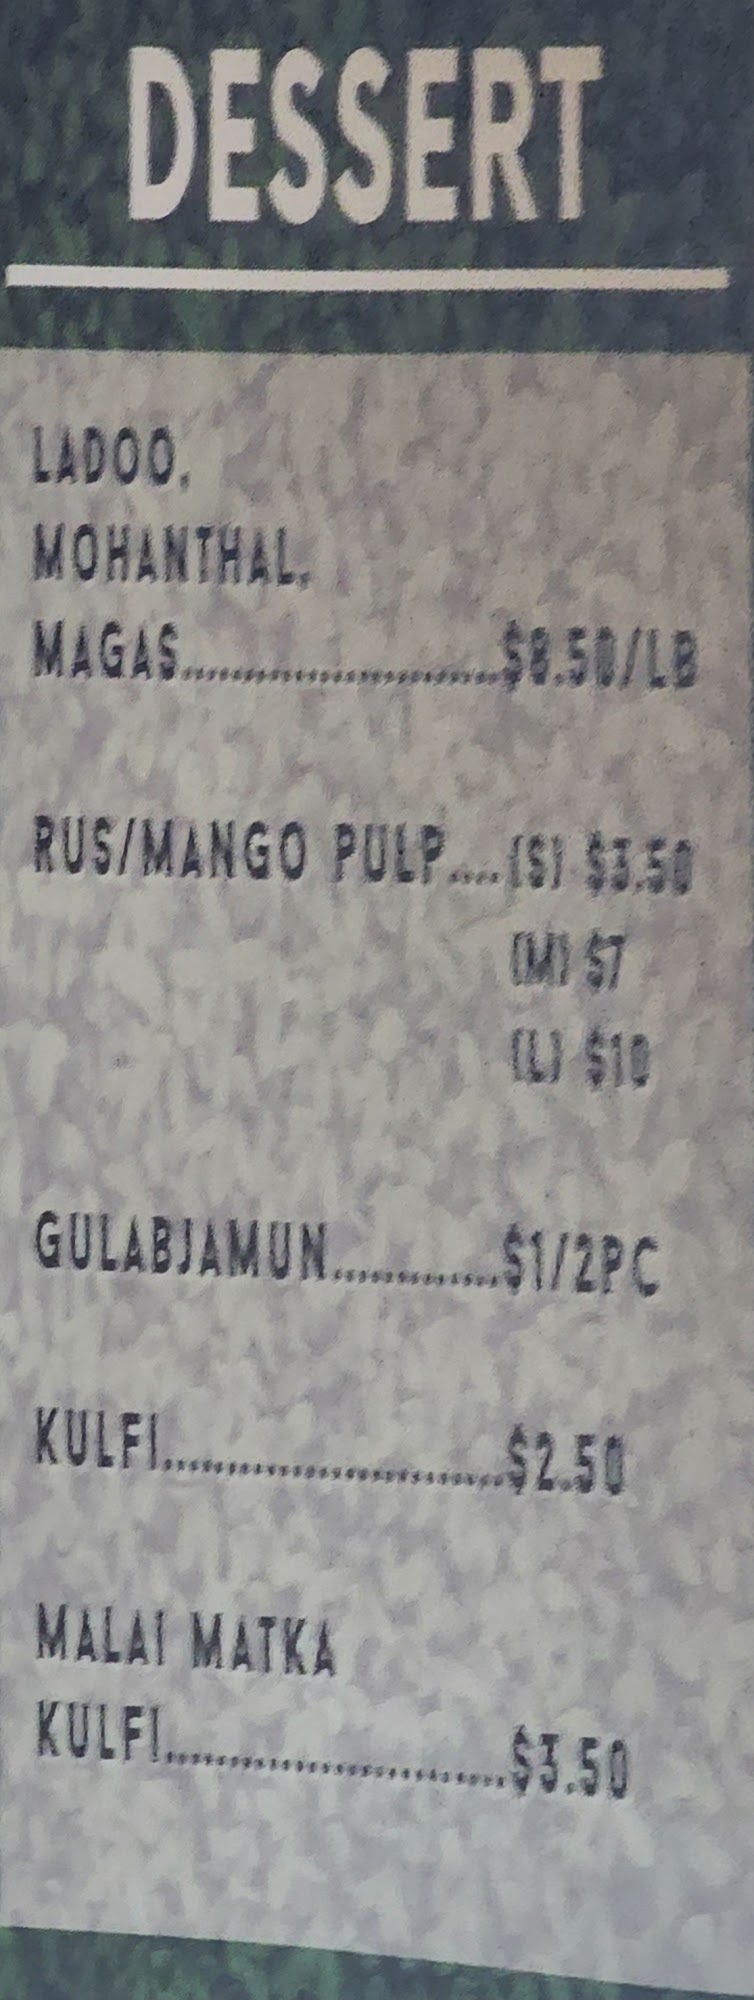 DESSERT
LADOO,
MOHANTHAL,
MAGAS.............................$8.50/LB
RUS/MANGO PULP....(S) $3.50
(M) $7
(L) $10
GULABJAMUN...............$1/2PC
KULFI...............................$2.50
MALAI MATKA
KULFI...............................$3.50